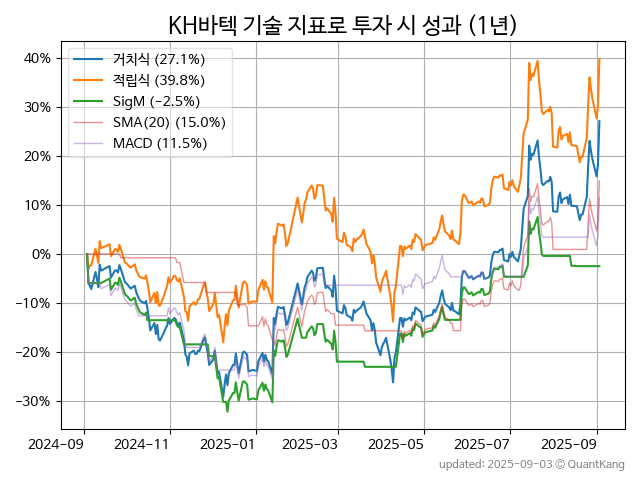 KH바텍 기술 지표로 투자 시 성과 (1년)
거치식 (27.1%)
적립식 (39.8%)
SigM (−2.5%)
SMA(20) (15.0%)
MACD (11.5%)
40%
30%
20%
10%
0%
−10%
−20%
−30%
2024-09 2024-11 2025-01 2025-03 2025-05 2025-07 2025-09
updated: 2025-09-03 © QuantKang